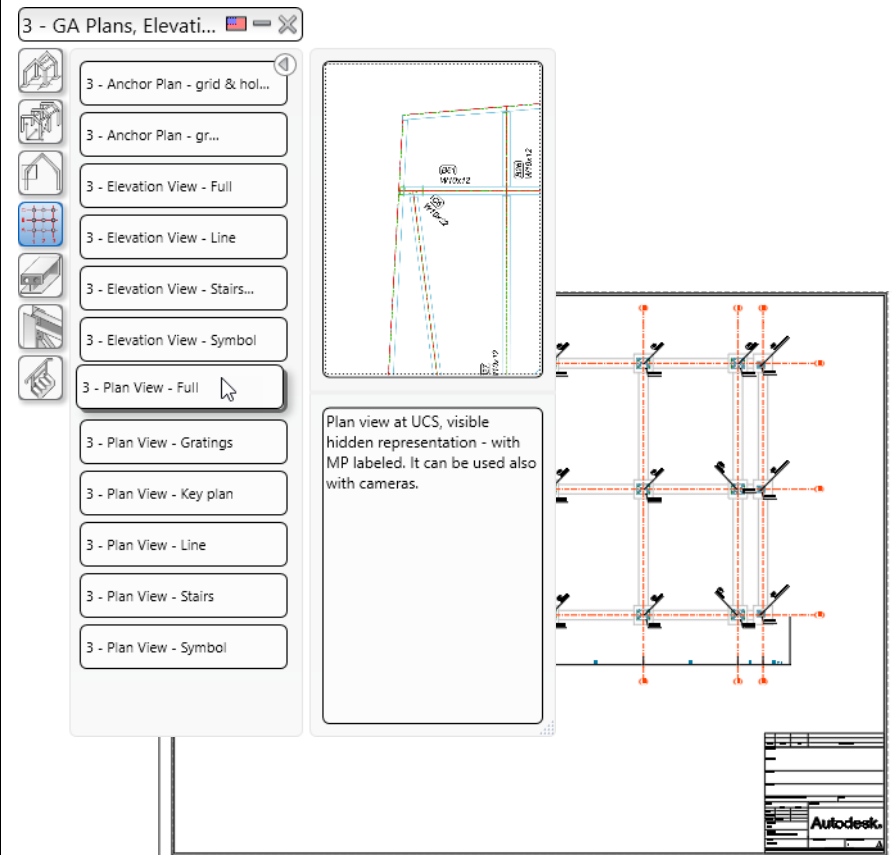 3 - GA Plans, Elevati...
3 - Anchor Plan - grid & hol...
3 - Anchor Plan - gr...
3 - Elevation View - Full
3 - Elevation View - Line
3 - Elevation View - Stairs...
3 - Elevation View - Symbol
3 - Plan View - Full
3 - Plan View - Gratings
3 - Plan View - Key plan
3 - Plan View - Line
3 - Plan View - Stairs
3 - Plan View - Symbol
W10x12
W10x12
Plan view at UCS, visible
hidden representation - with
MP labeled. It can be used also
with cameras.
Autodesk